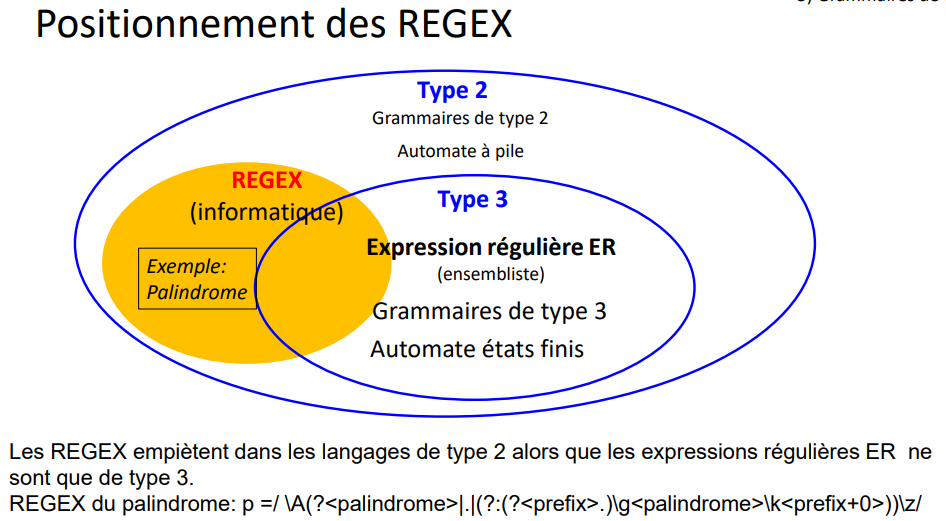 Positionnement des REGEX
Type 2
Grammaires de type 2
Automate à pile
REGEX
(informatique)
Type 3
Exemple:
Palindrome
Expression régulière ER
(ensembliste)
Grammaires de type 3
Automate états finis
Les REGEX empiètent dans les langages de type 2 alors que les expressions régulières ER ne
sont que de type 3.
REGEX du palindrome: p =/ \A(?<palindrome>|.|(?:(?<prefix>.)\g<palindrome>\k<prefix+0>))\z/